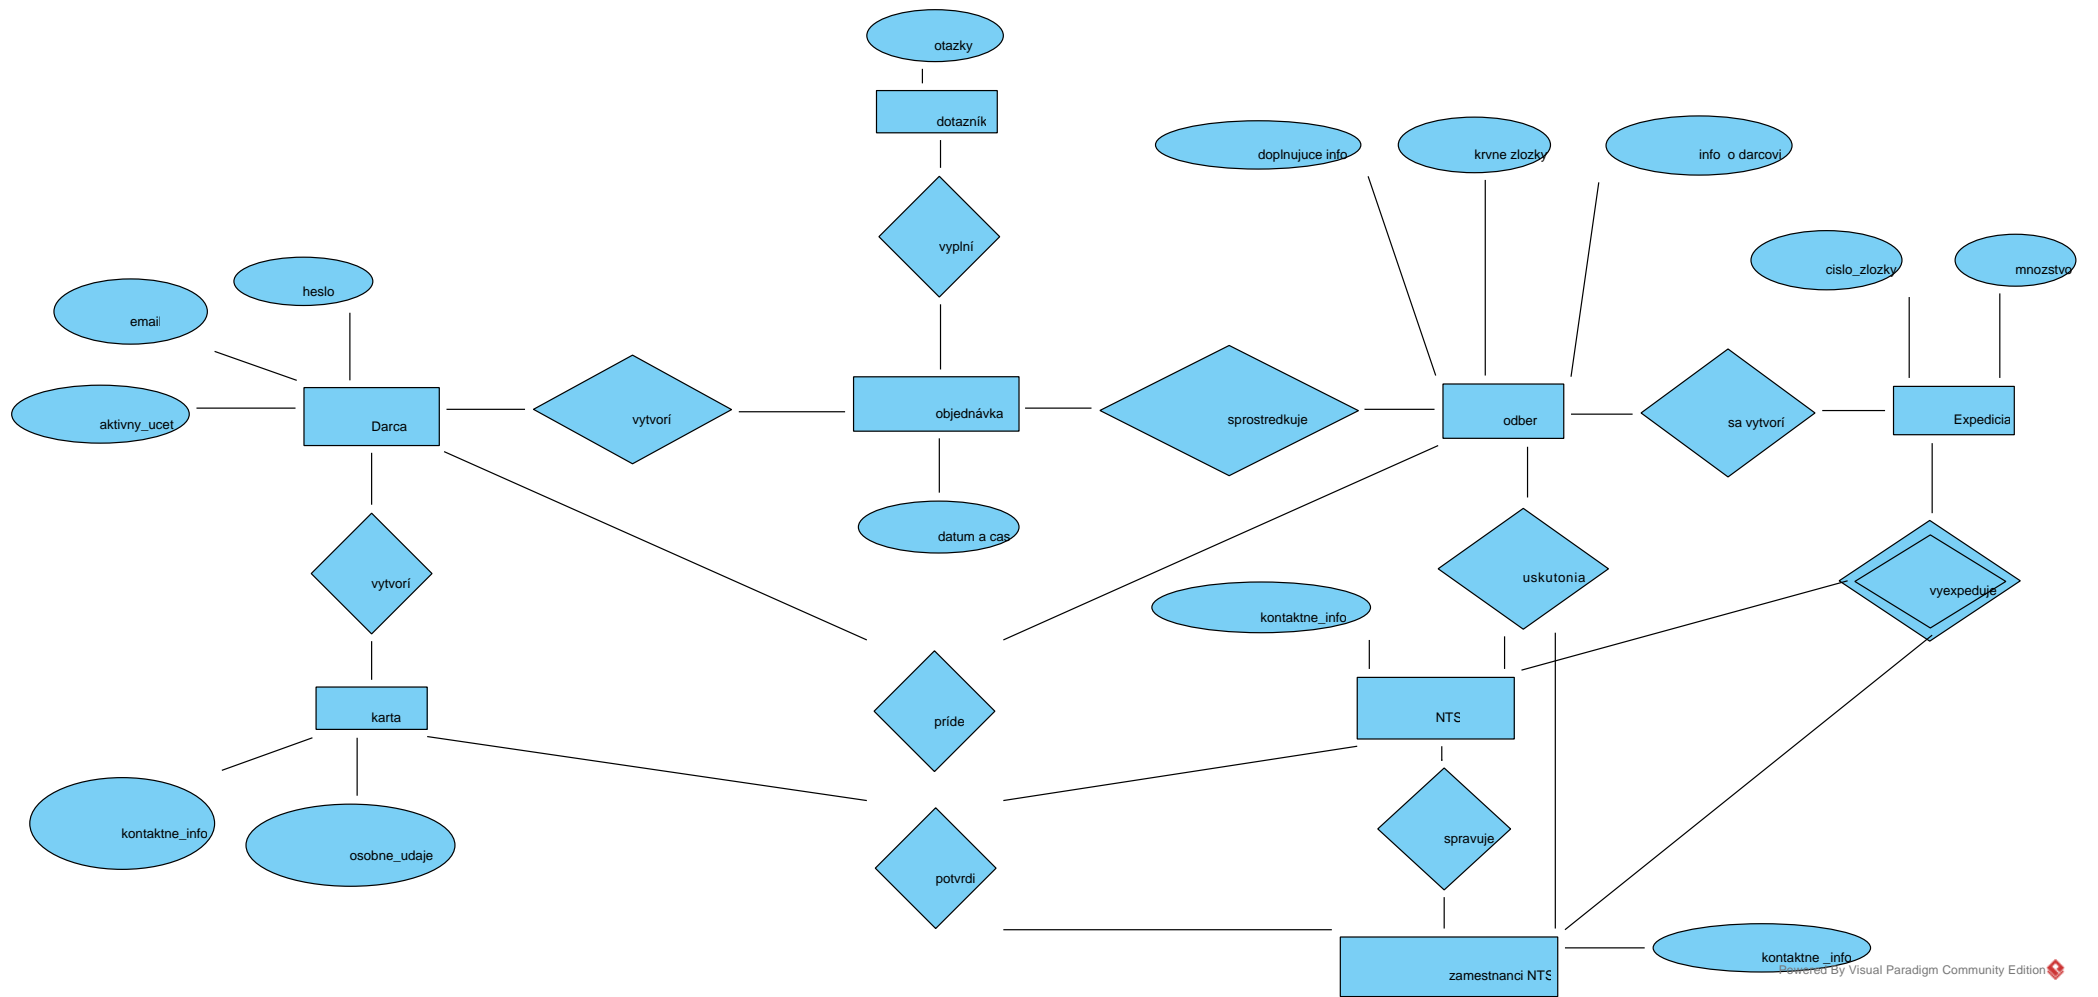 otazky
dotazník
doplnujuce info
krvne zlozky
info o darcovi
vyplní
cislo_zlozky
mnozstvo
heslo
email
aktivny_ucet
Darca
vytvorí
objednávka
sprostredkuje
odber
sa vytvorí
Expedicia
datum a cas
vytvorí
uskutonia
vyexpeduje
kontaktne_info
karta
príde
NTS
kontaktne_info
osobne_udaje
spravuje
potvrdi
zamestnanci NTS
kontaktne _info
Powered By Visual Paradigm Community Edition